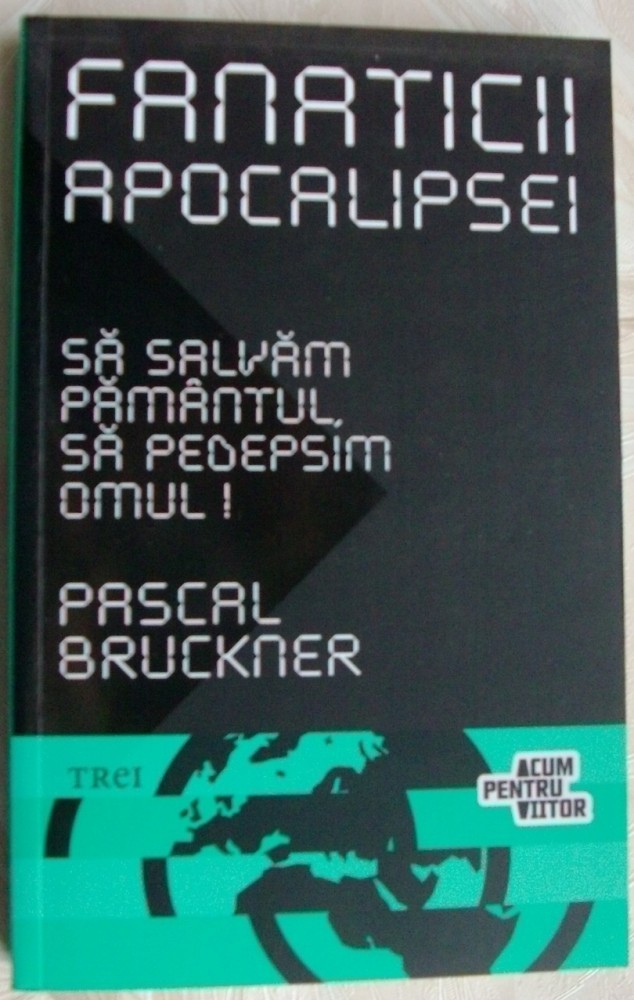 FANATICII
APOCALIPSEI
SĂ SALVĂM
PĂMÂNTUL,
SĂ PEDEPSIM
OMUL!
PASCAL
BRUCKNER
TREI
ACUM
PENTRU
VIITOR